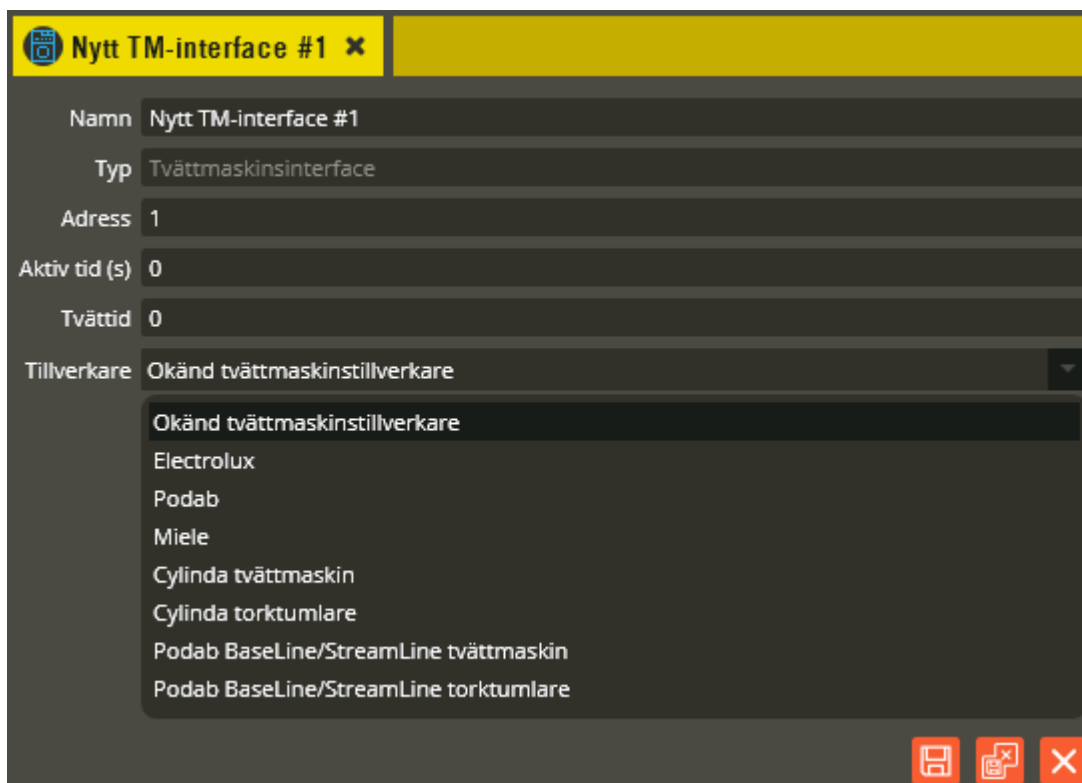 Nytt TM-interface #1
Namn Nytt TM-interface #1
Typ Tvättmaskinsinterface
Adress 1
Aktiv tid (s) 0
Tvättid 0
Tillverkare Okänd tvättmaskinstillverkare
Okänd tvättmaskinstillverkare
Electrolux
Podab
Miele
Cylinda tvättmaskin
Cylinda torktumlare
Podab BaseLine/StreamLine tvättmaskin
Podab BaseLine/StreamLine torktumlare